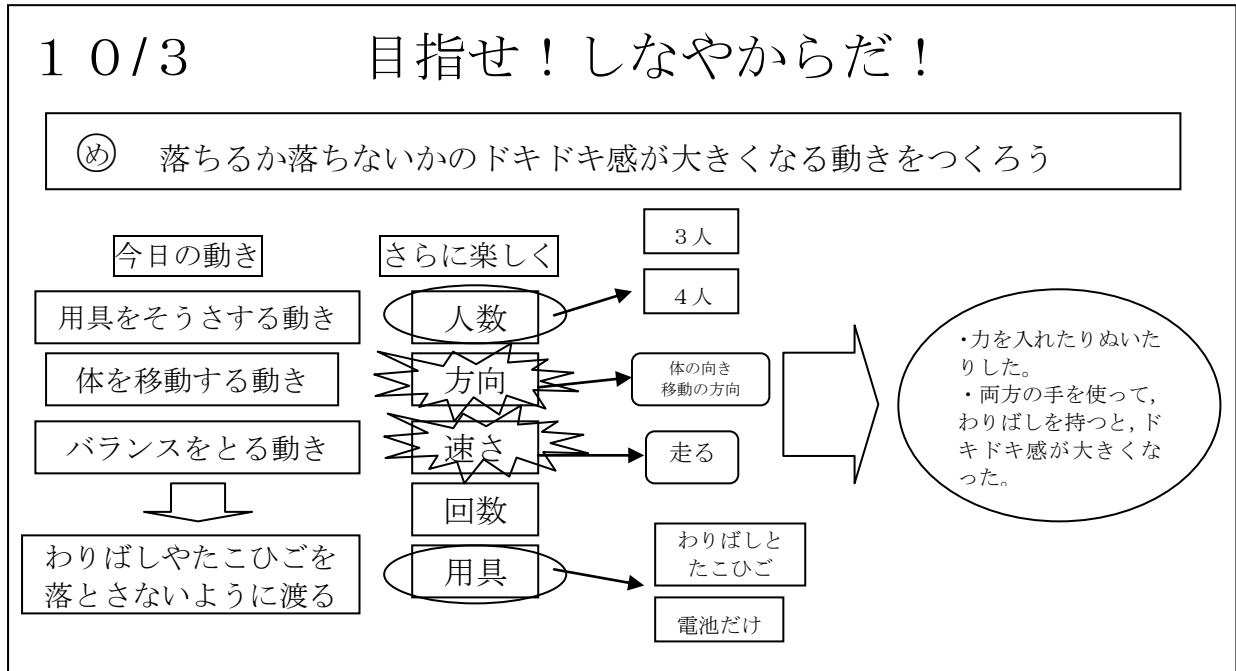 １０/３ 目指せ！しなやからだ！
め 落ちるか落ちないかのドキドキ感が大きくなる動きをつくろう
今日の動き
用具をそうさする動き
体を移動する動き
バランスをとる動き
わりばしやたこひごを
落とさないように渡る
さらに楽しく
人数
方向
速さ
回数
用具
３人
４人
体の向き
移動の方向
走る
わりばしと
たこひご
電池だけ
・力を入れたりぬいた
りした。
・両方の手を使って，
わりばしを持つと，ド
キドキ感が大きくな
った。